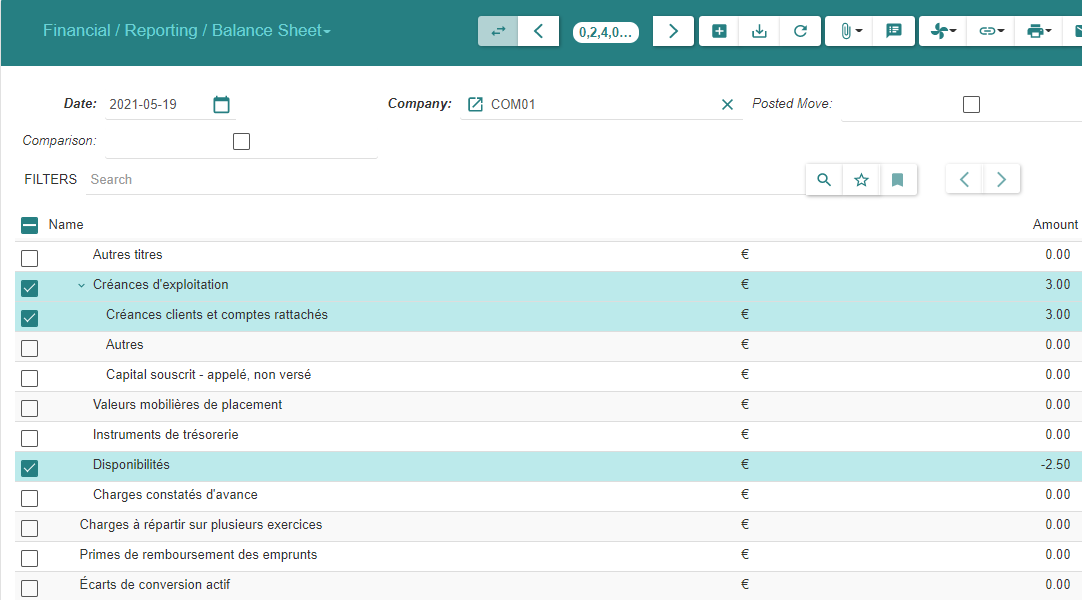 Financial / Reporting / Balance Sheet
0,2,4,0...
Date: 2021-05-19 Company: COM01 Posted Move:
Comparison:
FILTERS Search
Name Amount
Autres titres € 0.00
Créances d'exploitation € 3.00
Créances clients et comptes rattachés € 3.00
Autres € 0.00
Capital souscrit - appelé, non versé € 0.00
Valeurs mobilières de placement € 0.00
Instruments de trésorerie € 0.00
Disponibilités € -2.50
Charges constatés d'avance € 0.00
Charges à répartir sur plusieurs exercices € 0.00
Primes de remboursement des emprunts € 0.00
Écarts de conversion actif € 0.00